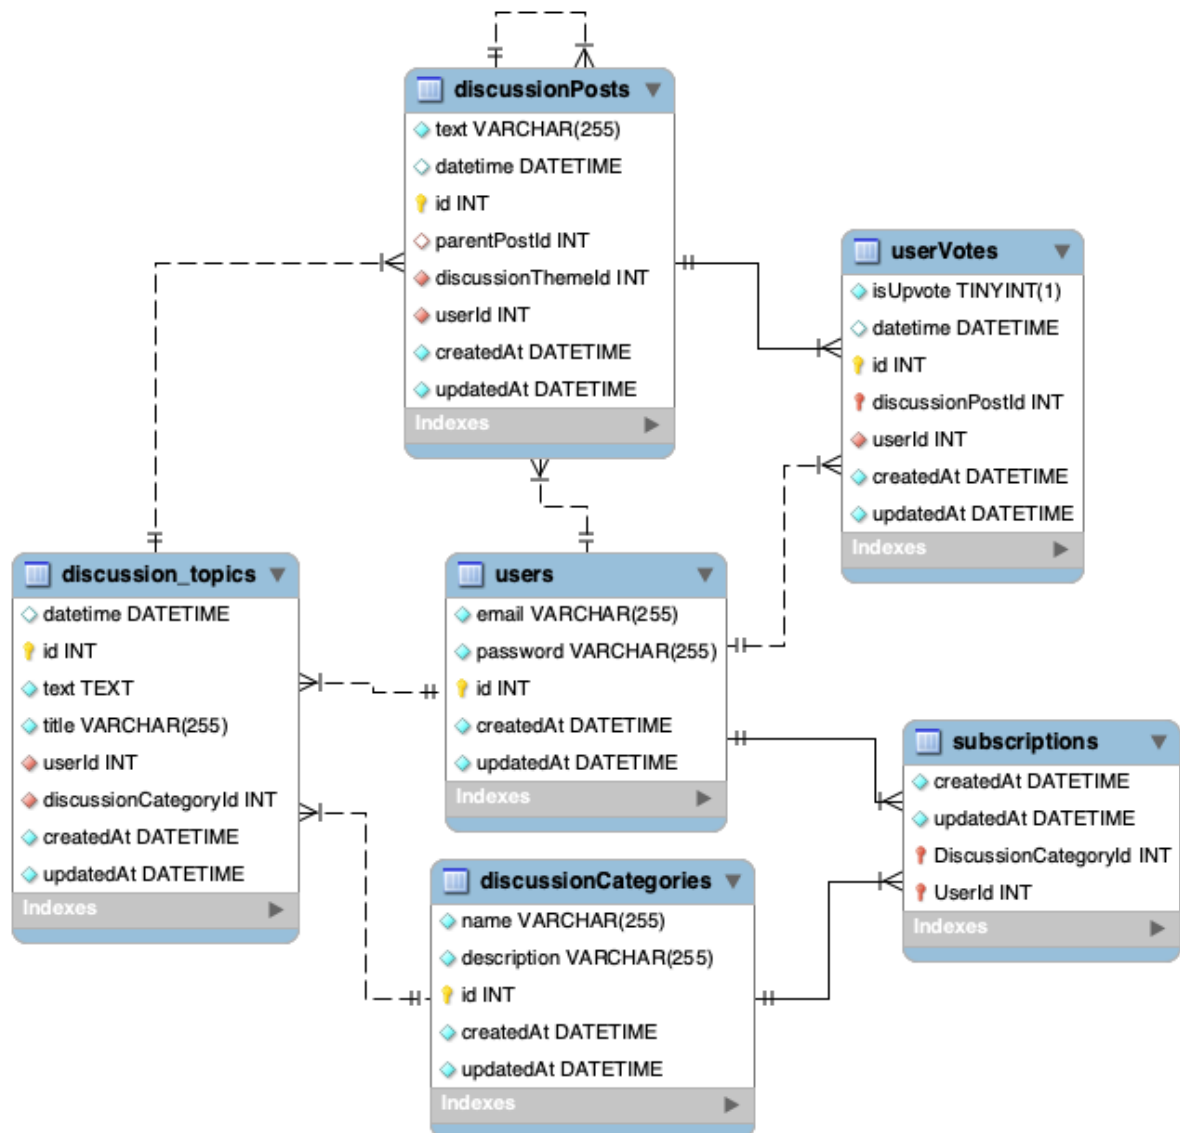 discussionPosts
text VARCHAR(255)
datetime DATETIME
id INT
parentPostId INT
discussionThemeId INT
userId INT
createdAt DATETIME
updatedAt DATETIME
Indexes
userVotes
isUpvote TINYINT(1)
datetime DATETIME
id INT
discussionPostId INT
userId INT
createdAt DATETIME
updatedAt DATETIME
Indexes
discussion_topics
datetime DATETIME
id INT
text TEXT
title VARCHAR(255)
userId INT
discussionCategoryId INT
createdAt DATETIME
updatedAt DATETIME
Indexes
users
email VARCHAR(255)
password VARCHAR(255)
id INT
createdAt DATETIME
updatedAt DATETIME
Indexes
subscriptions
createdAt DATETIME
updatedAt DATETIME
DiscussionCategoryId INT
UserId INT
Indexes
discussionCategories
name VARCHAR(255)
description VARCHAR(255)
id INT
createdAt DATETIME
updatedAt DATETIME
Indexes